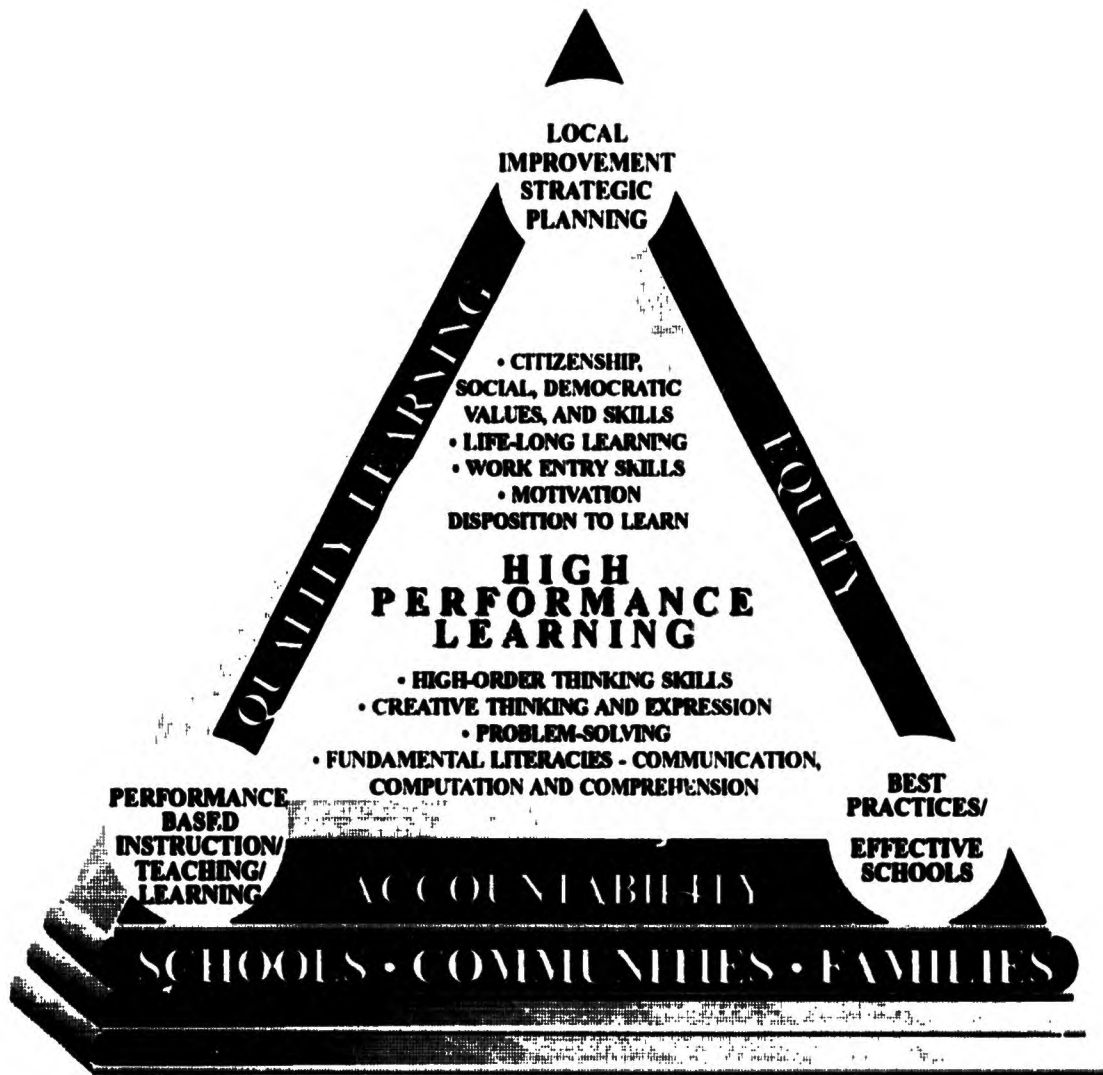 LOCAL
IMPROVEMENT
STRATEGIC
PLANNING
QUALITY LEARNING
EQUITY
• CITIZENSHIP,
SOCIAL, DEMOCRATIC
VALUES, AND SKILLS
• LIFE-LONG LEARNING
• WORK ENTRY SKILLS
• MOTIVATION
DISPOSITION TO LEARN
HIGH
PERFORMANCE
LEARNING
• HIGH-ORDER THINKING SKILLS
• CREATIVE THINKING AND EXPRESSION
• PROBLEM-SOLVING
• FUNDAMENTAL LITERACIES - COMMUNICATION,
COMPUTATION AND COMPREHENSION
PERFORMANCE
BASED
INSTRUCTION/
TEACHING/
LEARNING
BEST
PRACTICES/
EFFECTIVE
SCHOOLS
ACCOUNTABILITY
SCHOOLS • COMMUNITIES • FAMILIES